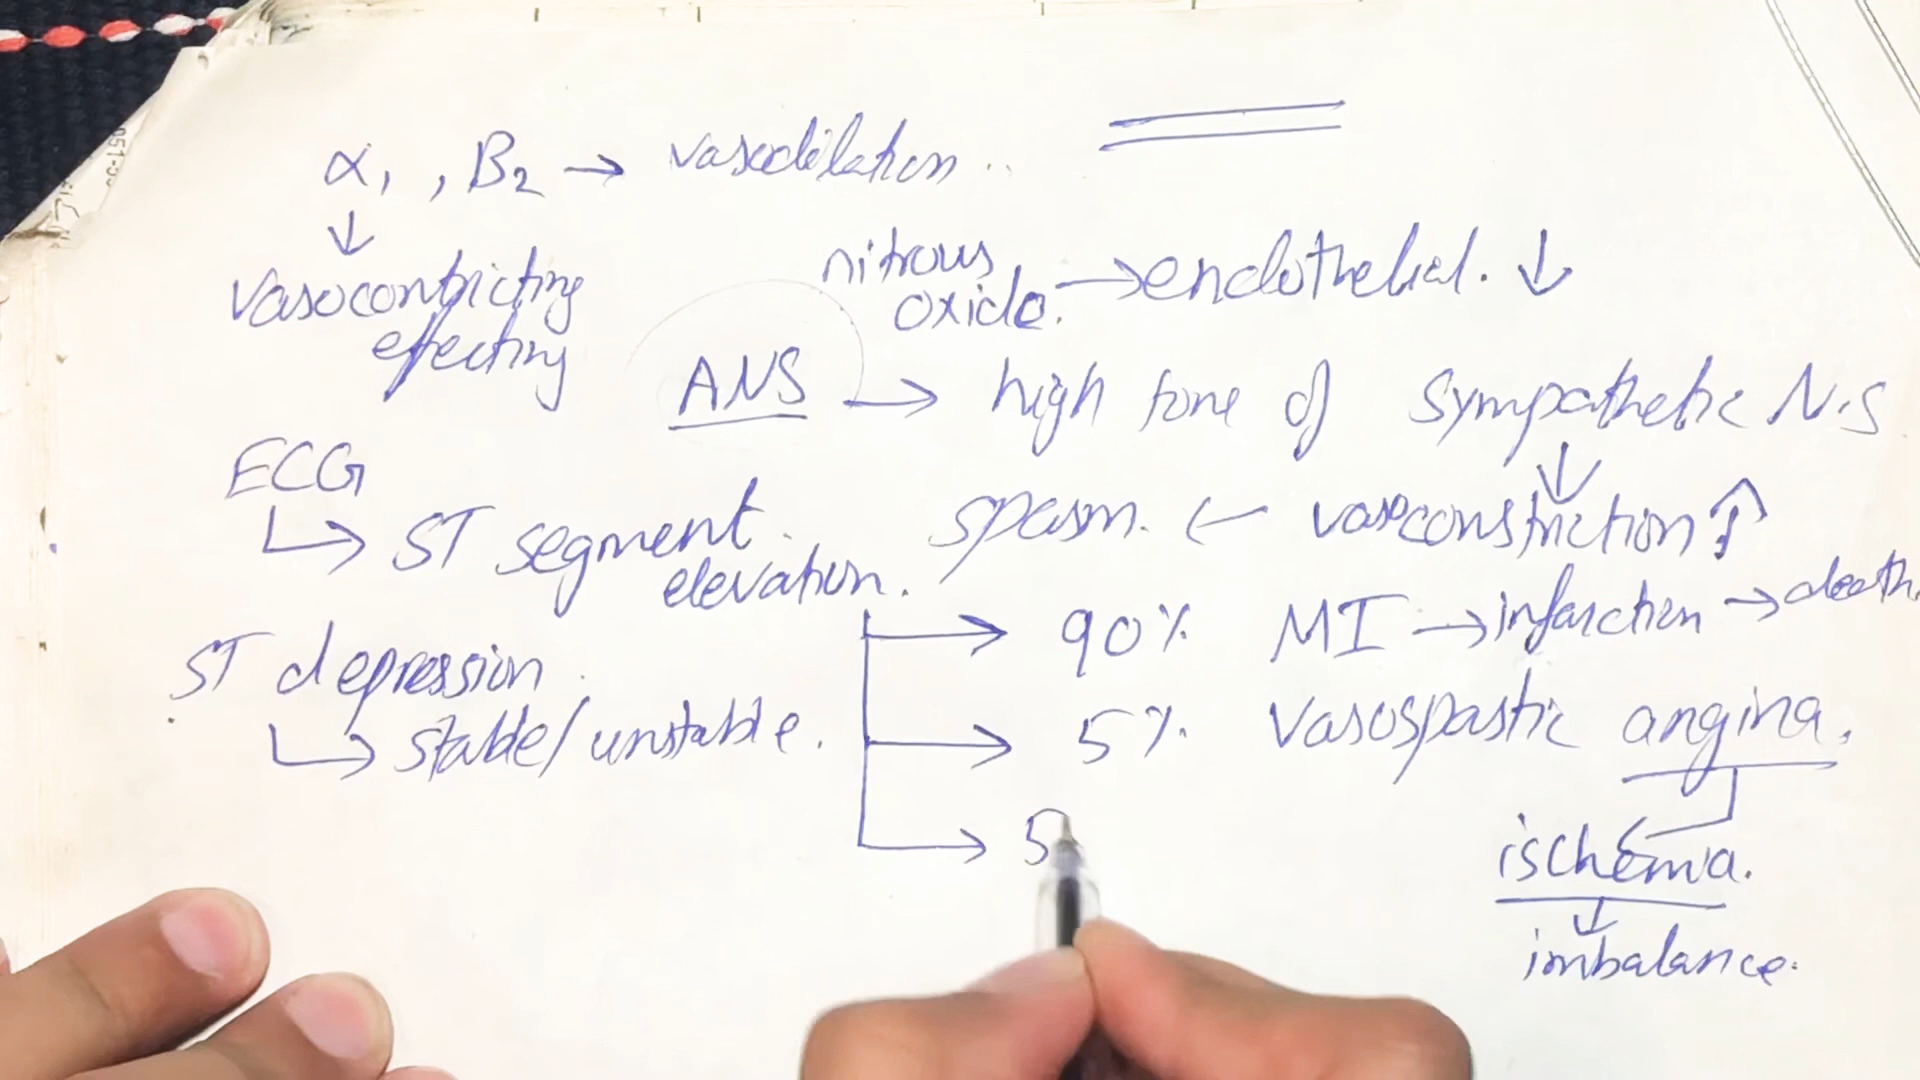 α1, B2 → vasodilation..
↓
vasocontricting
effecting
nitrous
oxide. → endothelial. ↓
ANS → high tone of sympathetic N.S
↓
ECG
↳ ST segment
elevation.
spasm. ← vasoconstriction ↑
→ 90% MI → infarction → death.
ST depression.
↳ stable/unstable.
→ 5% vasospastic angina.
→ 5
ischemia.
↓
imbalance.